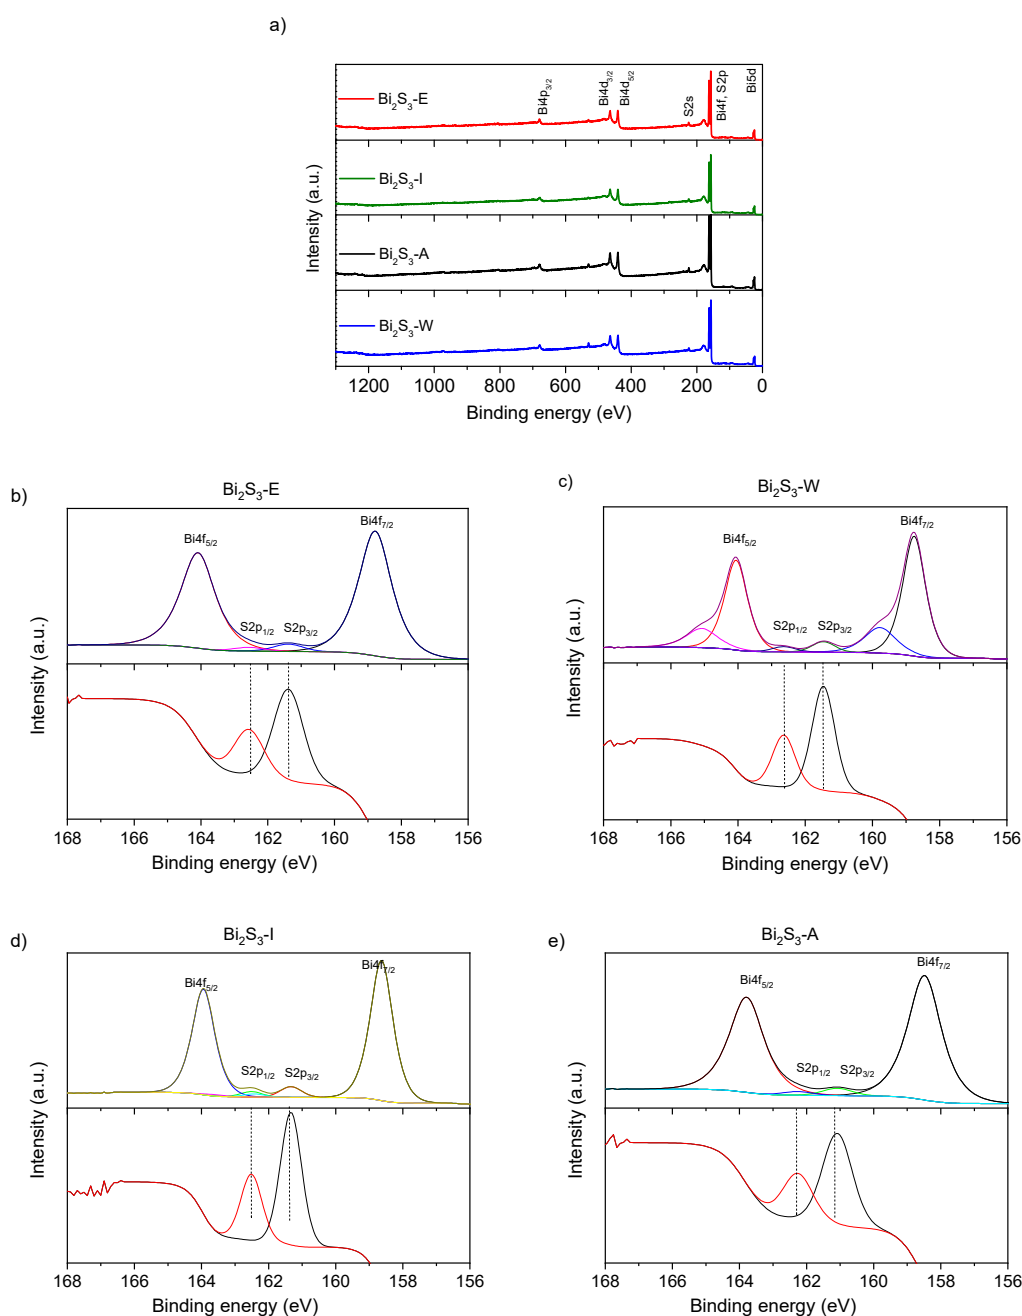 a)
Bi₂S₃-E
Bi4p₃/₂
Bi4d₃/₂
Bi4d₅/₂
S2s
Bi4f, S2p
Bi5d
Bi₂S₃-I
Bi₂S₃-A
Bi₂S₃-W
Intensity (a.u.)
1200 1000 800 600 400 200 0
Binding energy (eV)
b)
Bi₂S₃-E
Bi4f₅/₂
S2p₁/₂
S2p₃/₂
Bi4f₇/₂
Intensity (a.u.)
168 166 164 162 160 158 156
Binding energy (eV)
c)
Bi₂S₃-W
Bi4f₅/₂
S2p₁/₂
S2p₃/₂
Bi4f₇/₂
Intensity (a.u.)
168 166 164 162 160 158 156
Binding energy (eV)
d)
Bi₂S₃-I
Bi4f₅/₂
S2p₁/₂
S2p₃/₂
Bi4f₇/₂
Intensity (a.u.)
168 166 164 162 160 158 156
Binding energy (eV)
e)
Bi₂S₃-A
Bi4f₅/₂
S2p₁/₂
S2p₃/₂
Bi4f₇/₂
Intensity (a.u.)
168 166 164 162 160 158 156
Binding energy (eV)